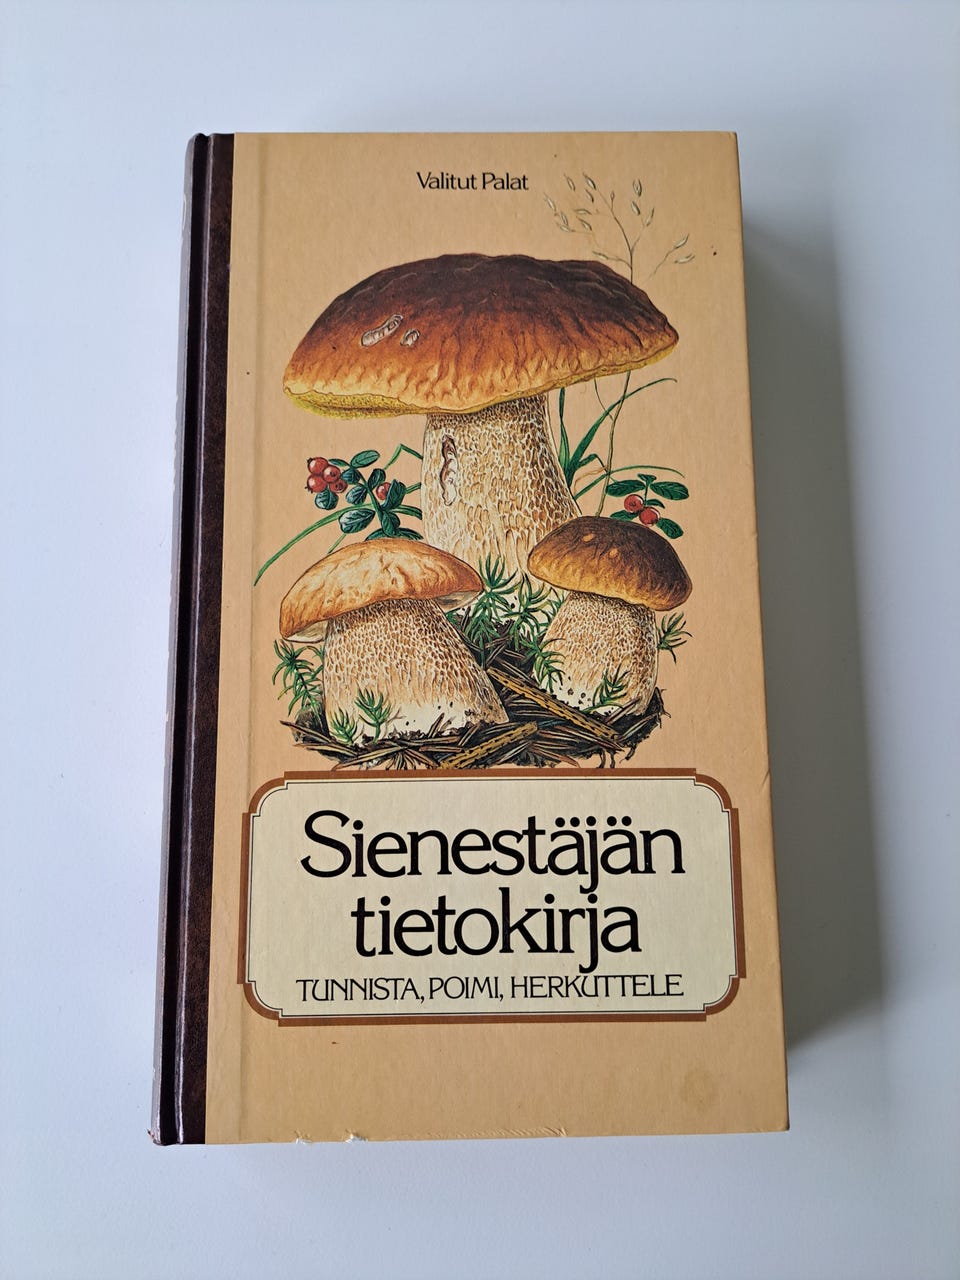 Valitut Palat
Sienestäjän
tietokirja
TUNNISTA, POIMI, HERKUTTELE